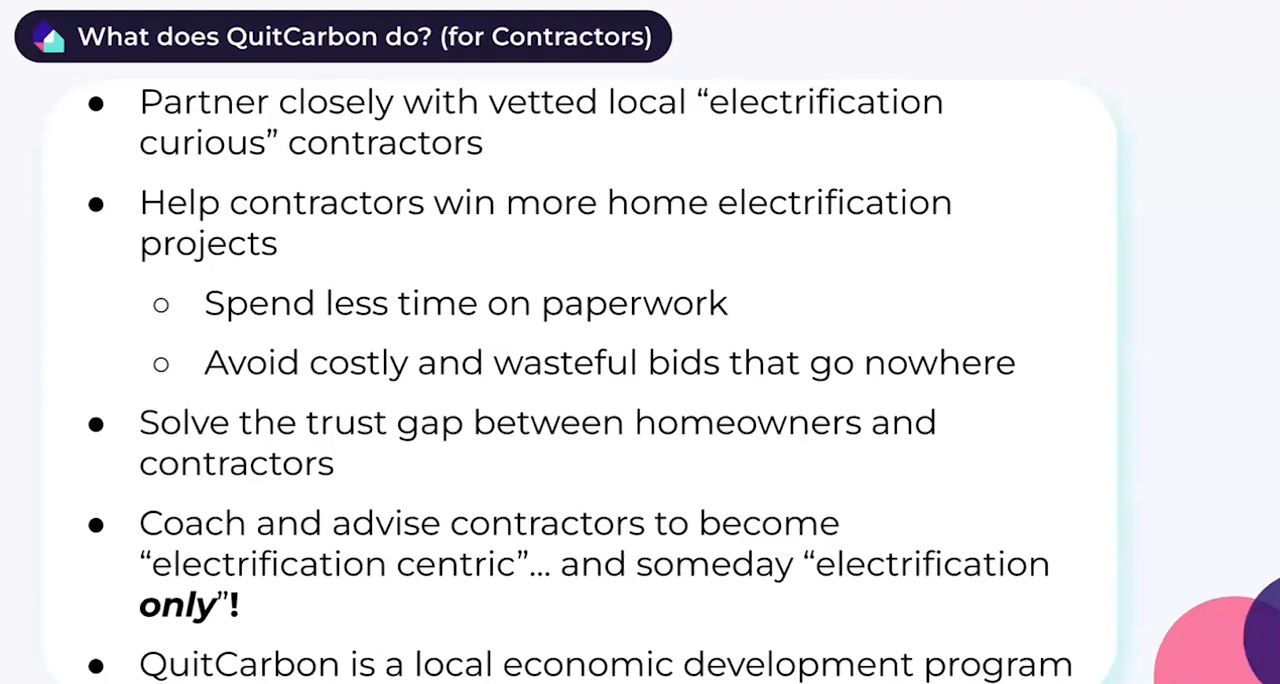 What does QuitCarbon do? (for Contractors)
● Partner closely with vetted local “electrification
curious” contractors
● Help contractors win more home electrification
projects
○ Spend less time on paperwork
○ Avoid costly and wasteful bids that go nowhere
● Solve the trust gap between homeowners and
contractors
● Coach and advise contractors to become
“electrification centric”... and someday “electrification
only”!
● QuitCarbon is a local economic development program